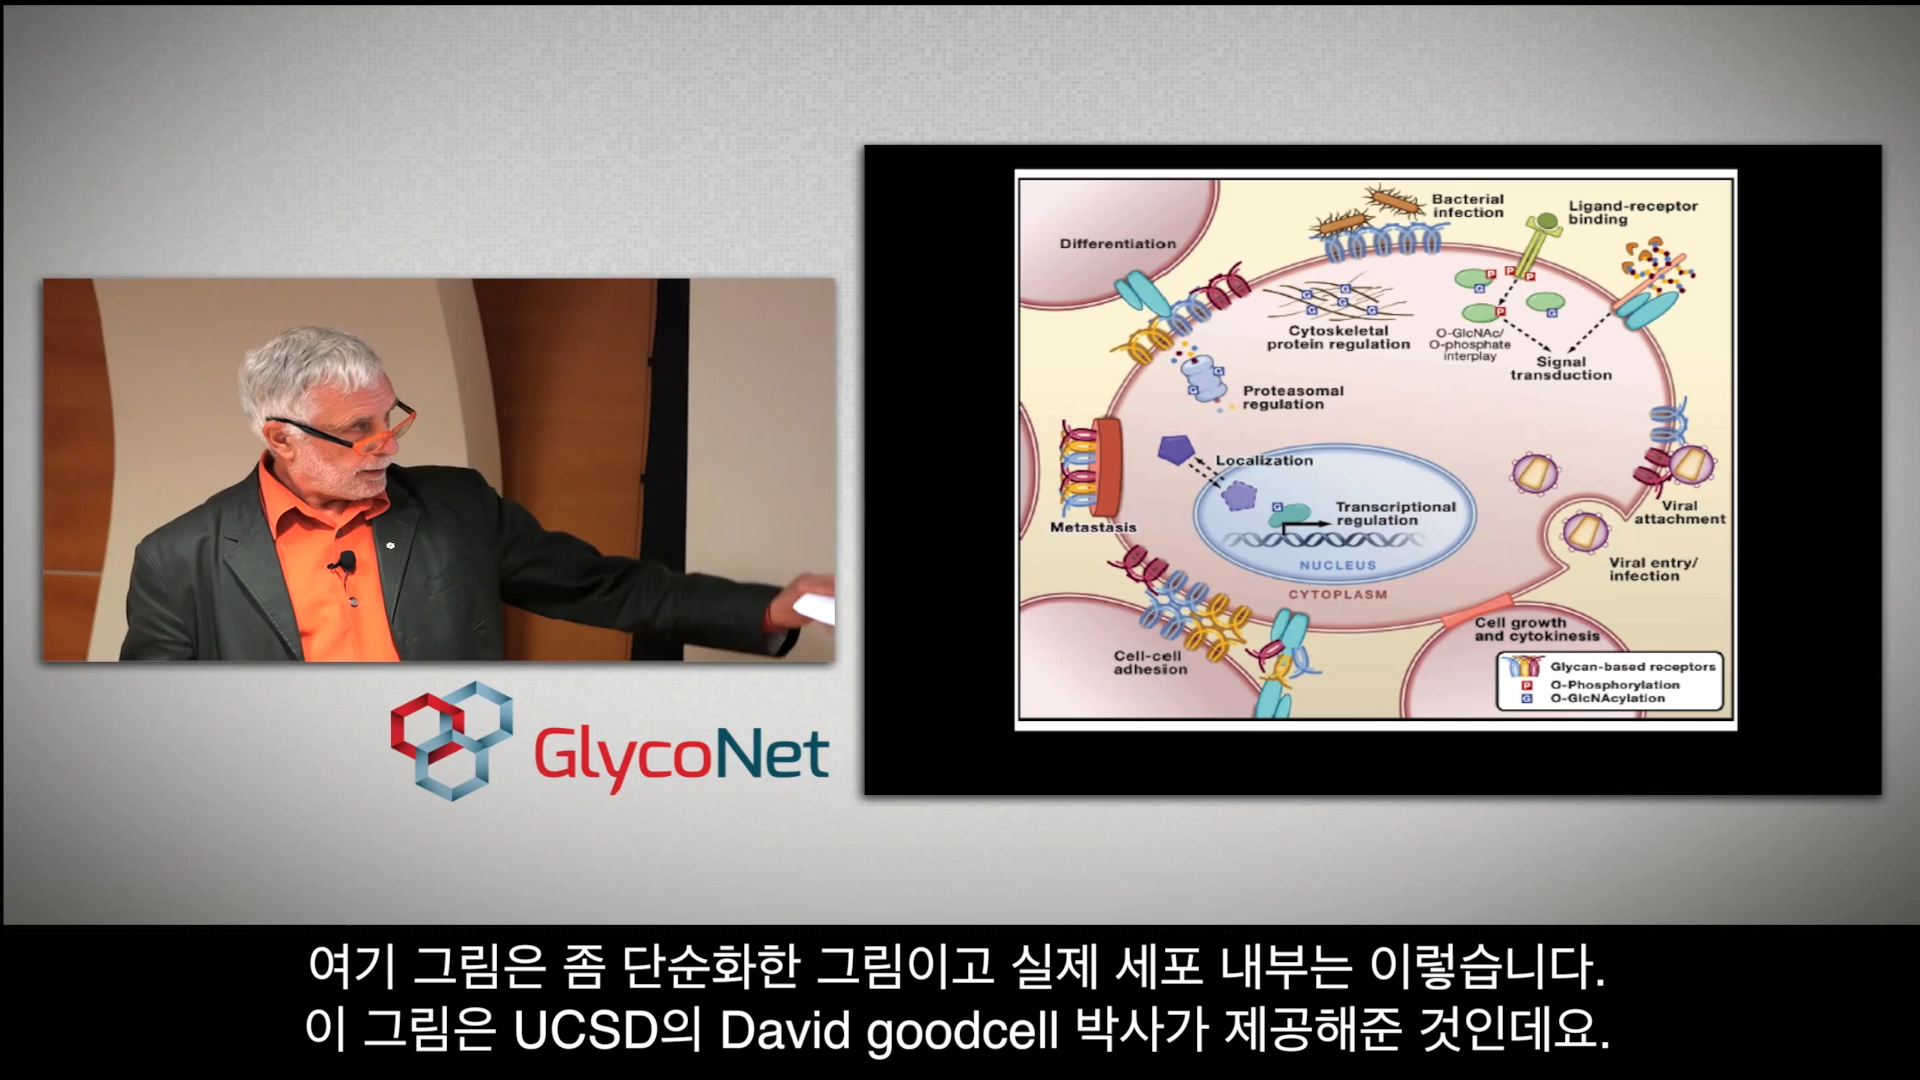 Bacterial
infection
Ligand-receptor
binding
Differentiation
P
P
P
G
P
G
O-GlcNAc/
O-phosphate
interplay
Signal
transduction
G
G
G
G
G
Cytoskeletal
protein regulation
G
G
Proteasomal
regulation
Localization
G
Transcriptional
regulation
NUCLEUS
CYTOPLASM
Metastasis
Viral
attachment
Viral entry/
infection
Cell growth
and cytokinesis
Cell-cell
adhesion
Glycan-based receptors
P O-Phosphorylation
G O-GlcNAcylation
GlycoNet
여기 그림은 좀 단순화한 그림이고 실제 세포 내부는 이렇습니다.
이 그림은 UCSD의 David goodcell 박사가 제공해준 것인데요.